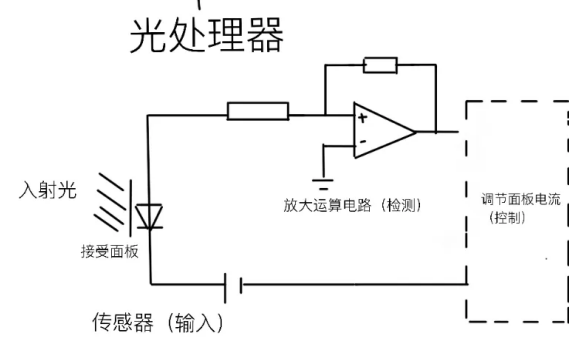 光处理器
入射光
接受面板
传感器（输入）
+
-
放大运算电路（检测）
调节面板电流
（控制）